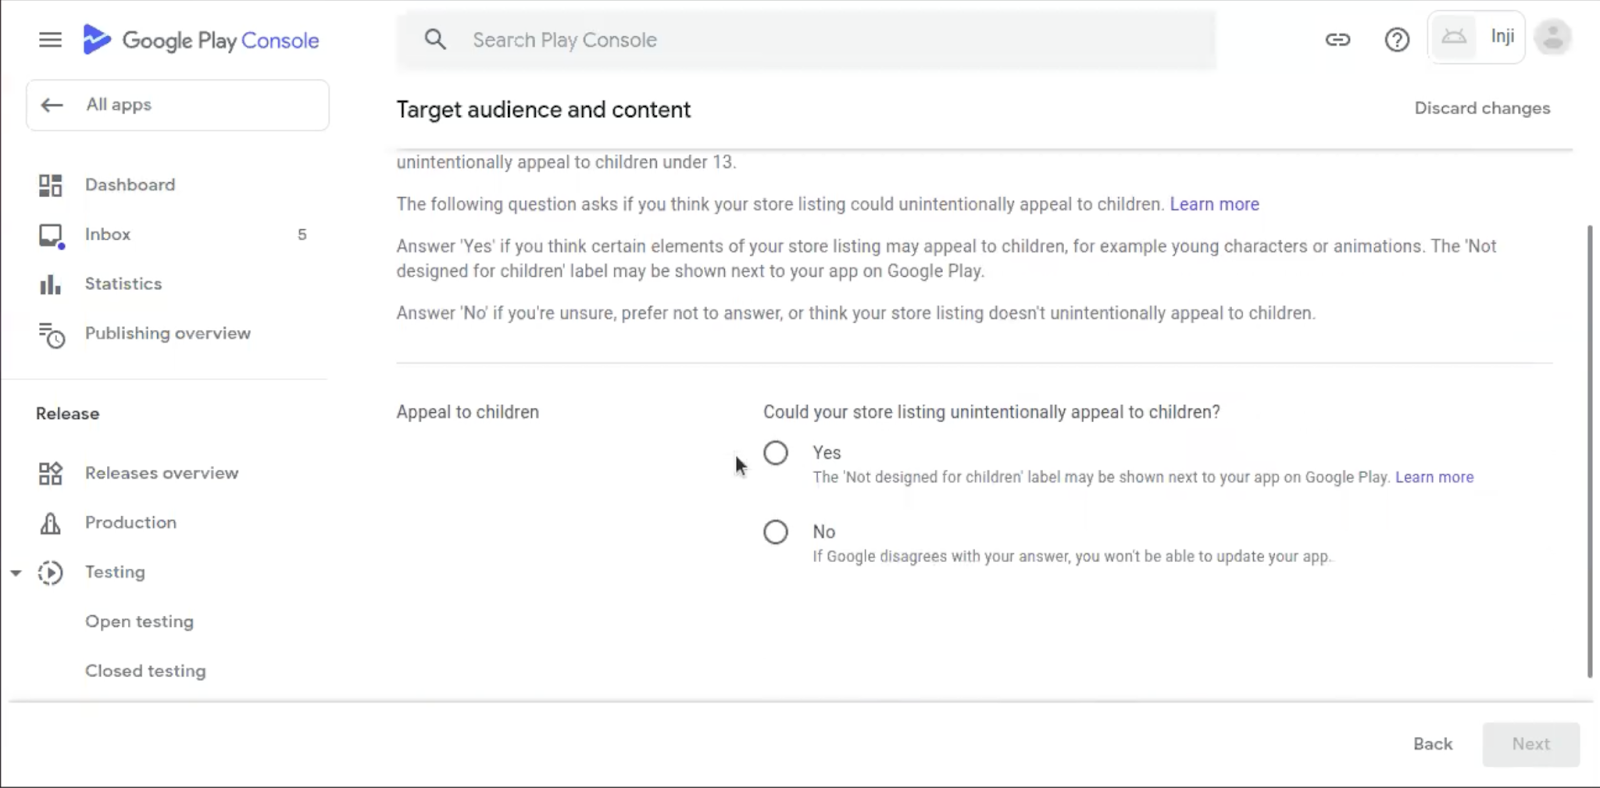 Google Play Console
Search Play Console
Inji
All apps
Target audience and content
Discard changes
Dashboard
Inbox 5
Statistics
Publishing overview
Release
Releases overview
Production
Testing
Open testing
Closed testing
unintentionally appeal to children under 13.
The following question asks if you think your store listing could unintentionally appeal to children. Learn more
Answer 'Yes' if you think certain elements of your store listing may appeal to children, for example young characters or animations. The 'Not
designed for children' label may be shown next to your app on Google Play.
Answer 'No' if you're unsure, prefer not to answer, or think your store listing doesn't unintentionally appeal to children.
Appeal to children
Could your store listing unintentionally appeal to children?
Yes
The 'Not designed for children' label may be shown next to your app on Google Play. Learn more
No
If Google disagrees with your answer, you won't be able to update your app.
Back
Next